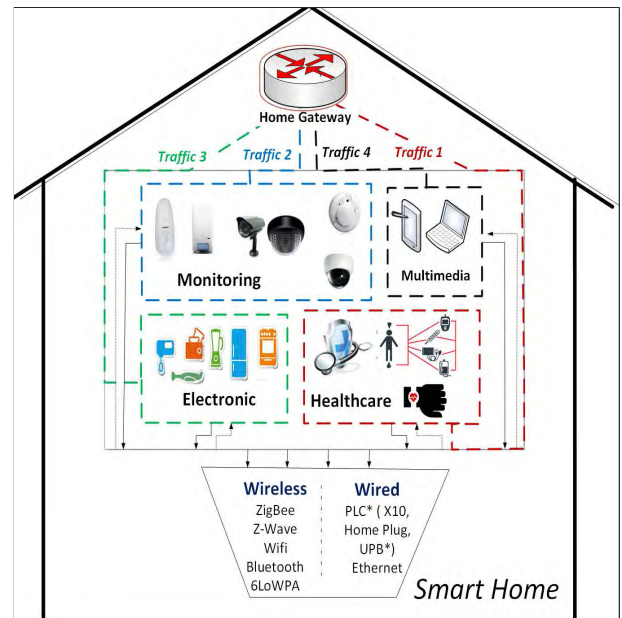 Home Gateway
Traffic 3
Traffic 2
Traffic 4
Traffic 1
Monitoring
Multimedia
Electronic
Healthcare
Wireless
ZigBee
Z-Wave
Wifi
Bluetooth
6LoWPA
Wired
PLC* ( X10,
Home Plug,
UPB*)
Ethernet
Smart Home